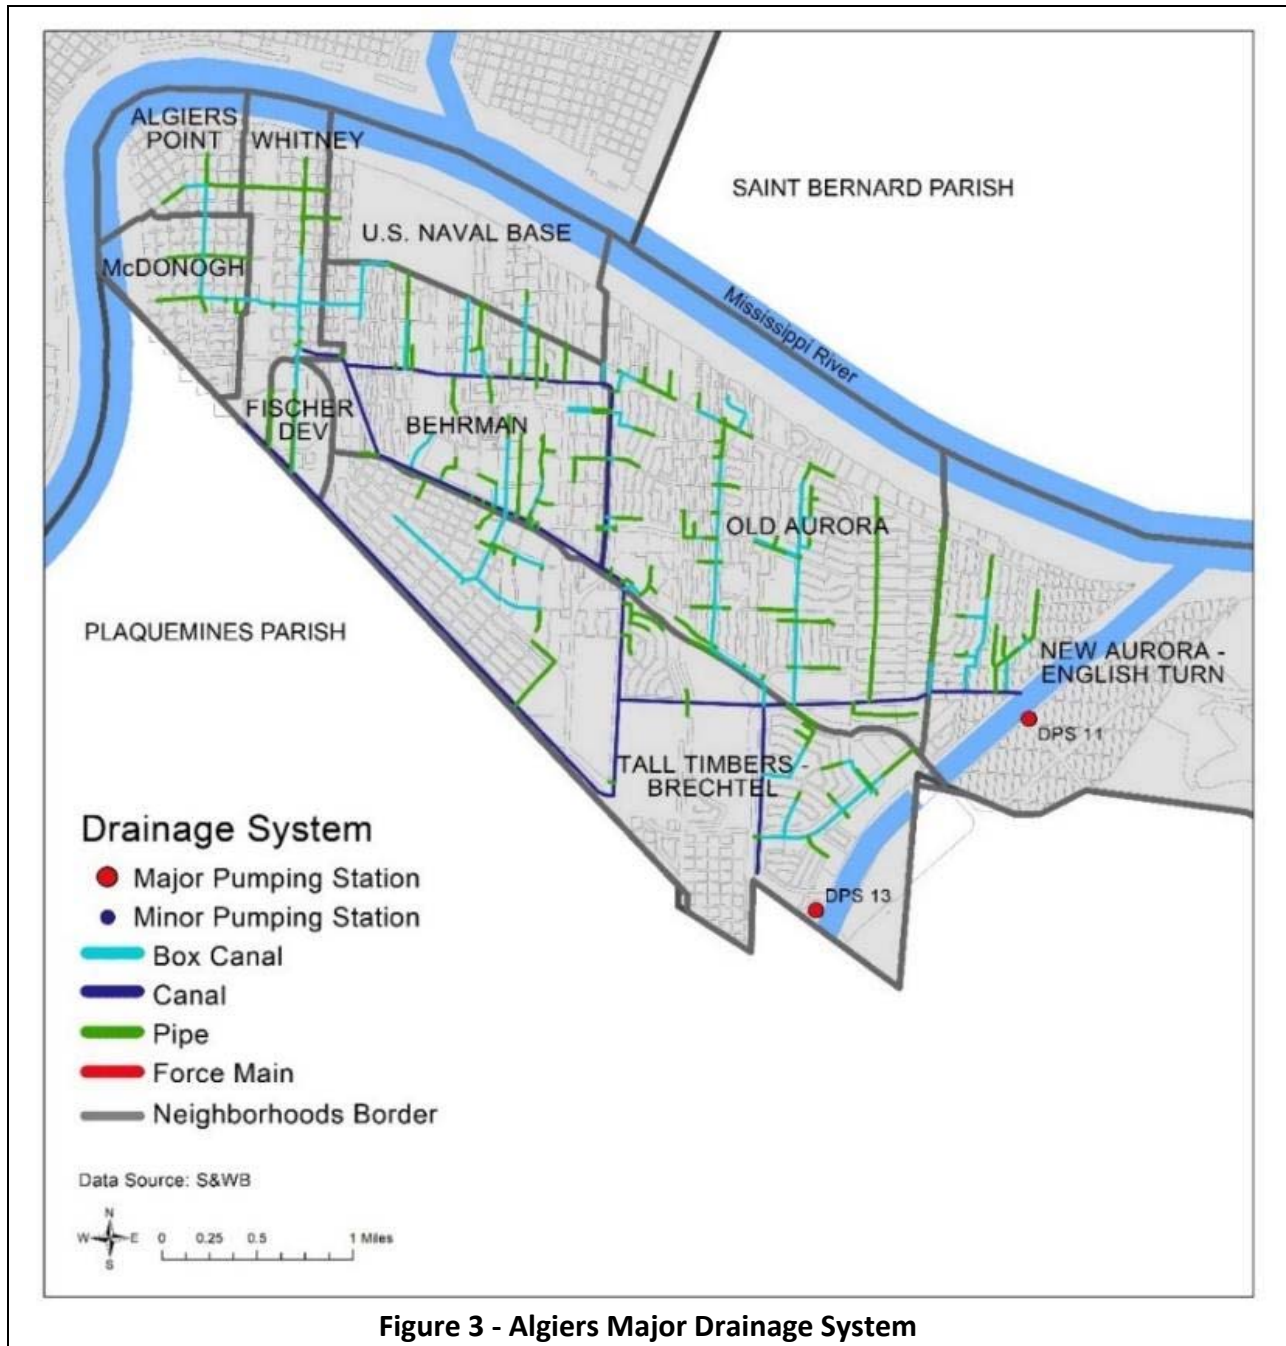 ALGIERS
POINT
WHITNEY
SAINT BERNARD PARISH
U.S. NAVAL BASE
McDONOGH
Mississippi River
FISCHER
DEV
BEHRMAN
OLD AURORA
PLAQUEMINES PARISH
NEW AURORA -
ENGLISH TURN
DPS 11
TALL TIMBERS -
BRECHTEL
DPS 13
Drainage System
Major Pumping Station
Minor Pumping Station
Box Canal
Canal
Pipe
Force Main
Neighborhoods Border
Data Source: S&WB
N
W E
S
0 0.25 0.5 1 Miles
Figure 3 - Algiers Major Drainage System